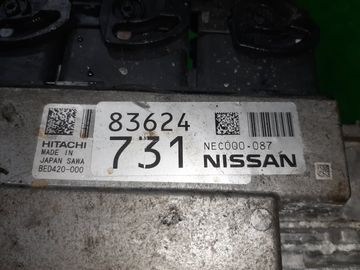 83624
HITACHI
MADE IN
JAPAN SAWA
BED420-000
731
NEC000-087
NISSAN